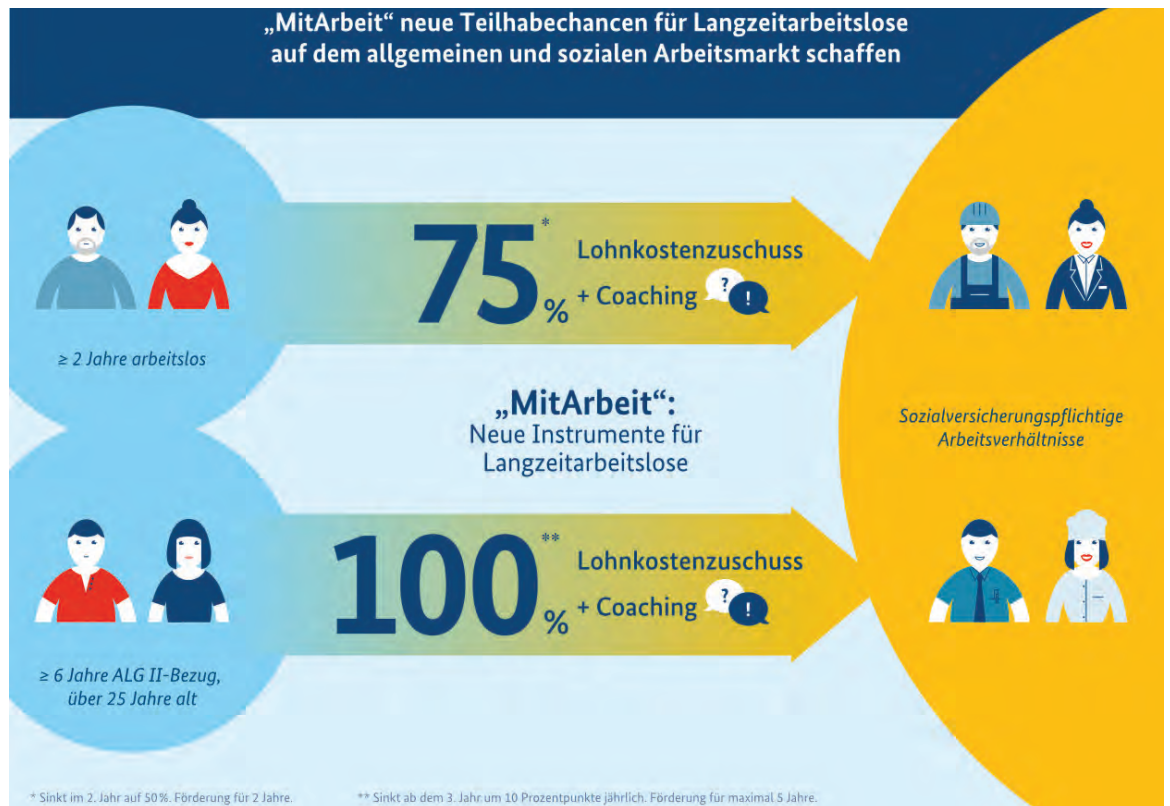 „MitArbeit“ neue Teilhabechancen für Langzeitarbeitslose
auf dem allgemeinen und sozialen Arbeitsmarkt schaffen
75%*
Lohnkostenzuschuss
+ Coaching ? !
≥ 2 Jahre arbeitslos
„MitArbeit“:
Neue Instrumente für
Langzeitarbeitslose
Sozialversicherungspflichtige
Arbeitsverhältnisse
100%**
Lohnkostenzuschuss
+ Coaching ? !
≥ 6 Jahre ALG II-Bezug,
über 25 Jahre alt
* Sinkt im 2. Jahr auf 50%. Förderung für 2 Jahre.
** Sinkt ab dem 3. Jahr um 10 Prozentpunkte jährlich. Förderung für maximal 5 Jahre.